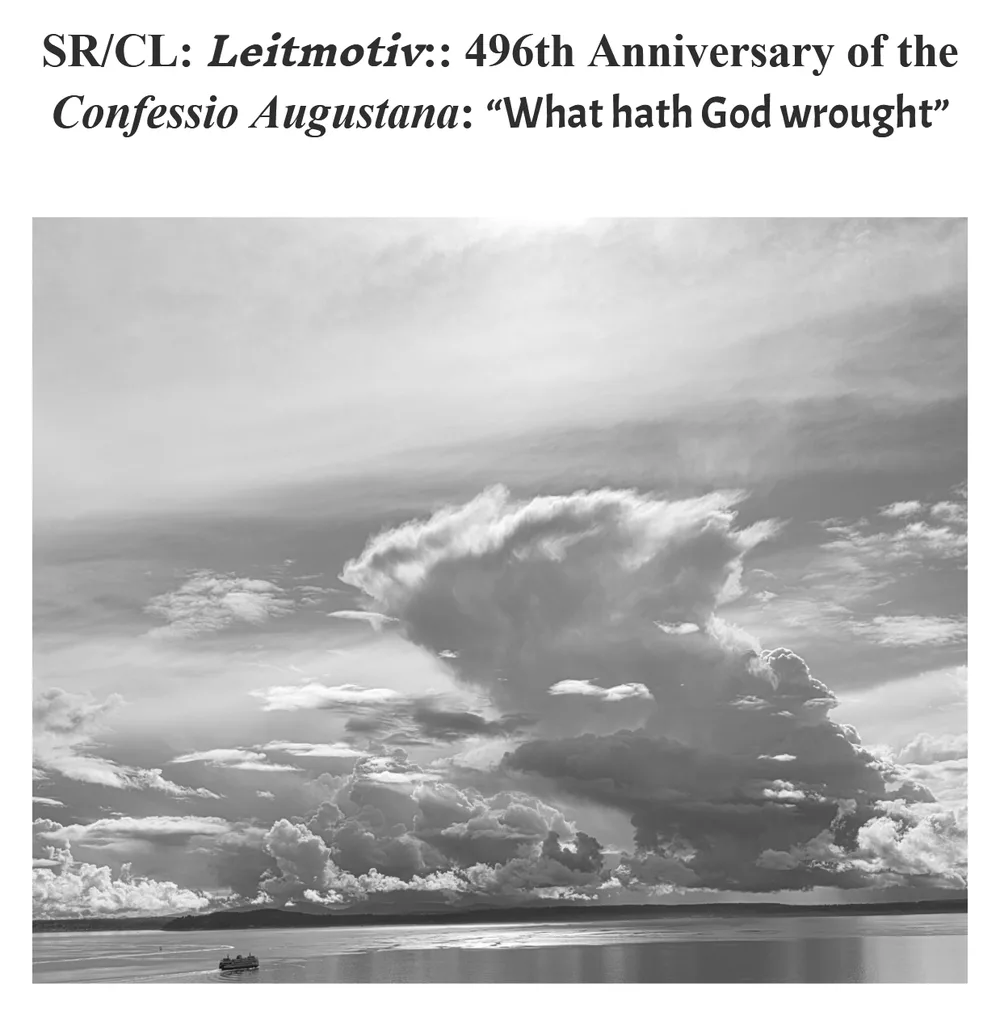 SR/CL: Leitmotiv:: 496th Anniversary of the
Confessio Augustana: “What hath God wrought”